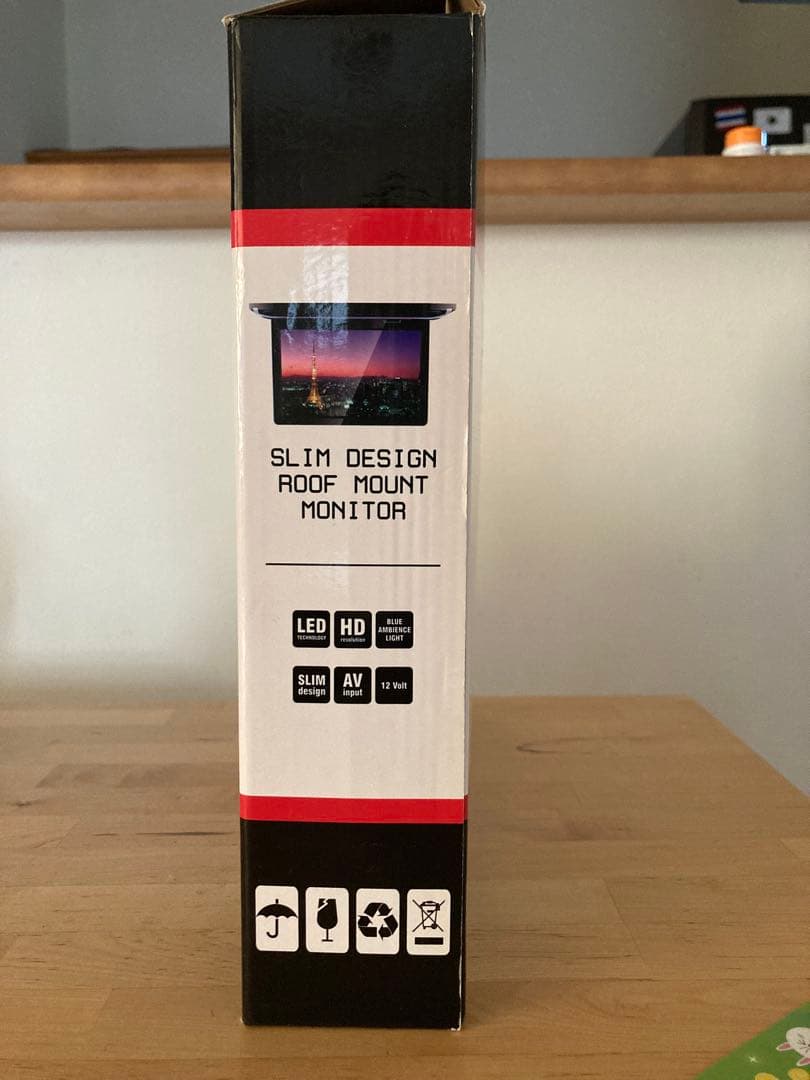 SLIM DESIGN
ROOF MOUNT
MONITOR
LED HD BLUE
TECHNOLOGY resolution AMBIENCE
LIGHT
SLIM AV 12 Volt
design input